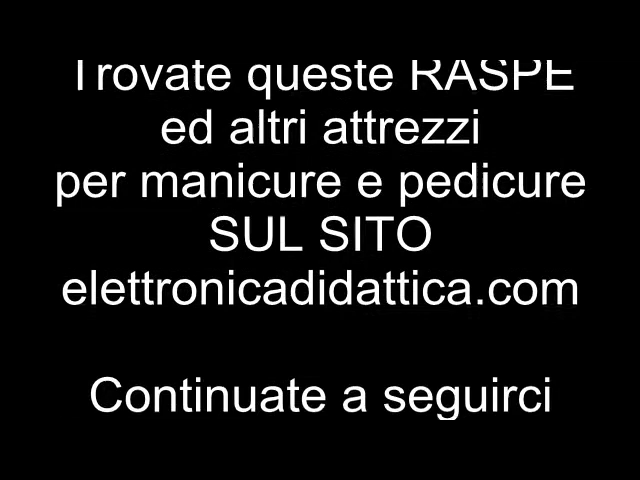 Trovate queste RASPE
ed altri attrezzi
per manicure e pedicure
SUL SITO
elettronicadidattica.com
Continuate a seguirci